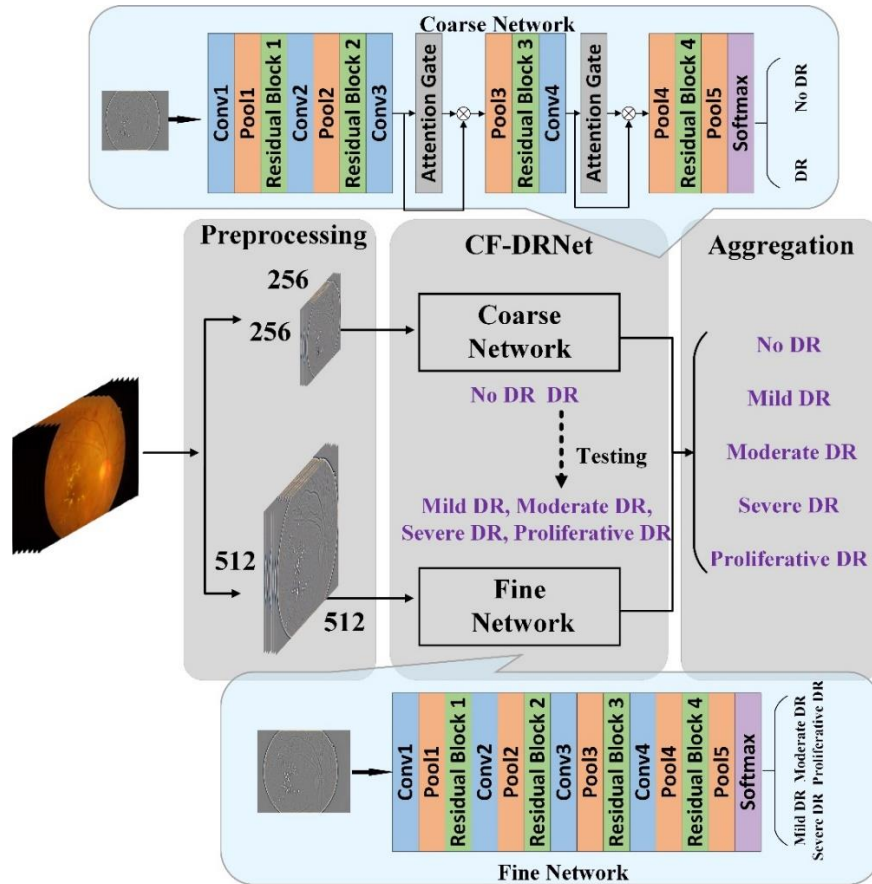 Coarse Network
Conv1
Pool1
Residual Block 1
Conv2
Pool2
Residual Block 2
Conv3
Attention Gate
Pool3
Residual Block 3
Conv4
Attention Gate
Pool4
Residual Block 4
Pool5
Softmax
No DR
DR
Preprocessing
CF-DRNet
Aggregation
256
256
Coarse
Network
No DR DR
Testing
Mild DR, Moderate DR,
Severe DR, Proliferative DR
512
512
Fine
Network
No DR
Mild DR
Moderate DR
Severe DR
Proliferative DR
Conv1
Pool1
Residual Block 1
Conv2
Pool2
Residual Block 2
Conv3
Pool3
Residual Block 3
Conv4
Pool4
Residual Block 4
Pool5
Softmax
Mild DR Moderate DR
Severe DR Proliferative DR
Fine Network